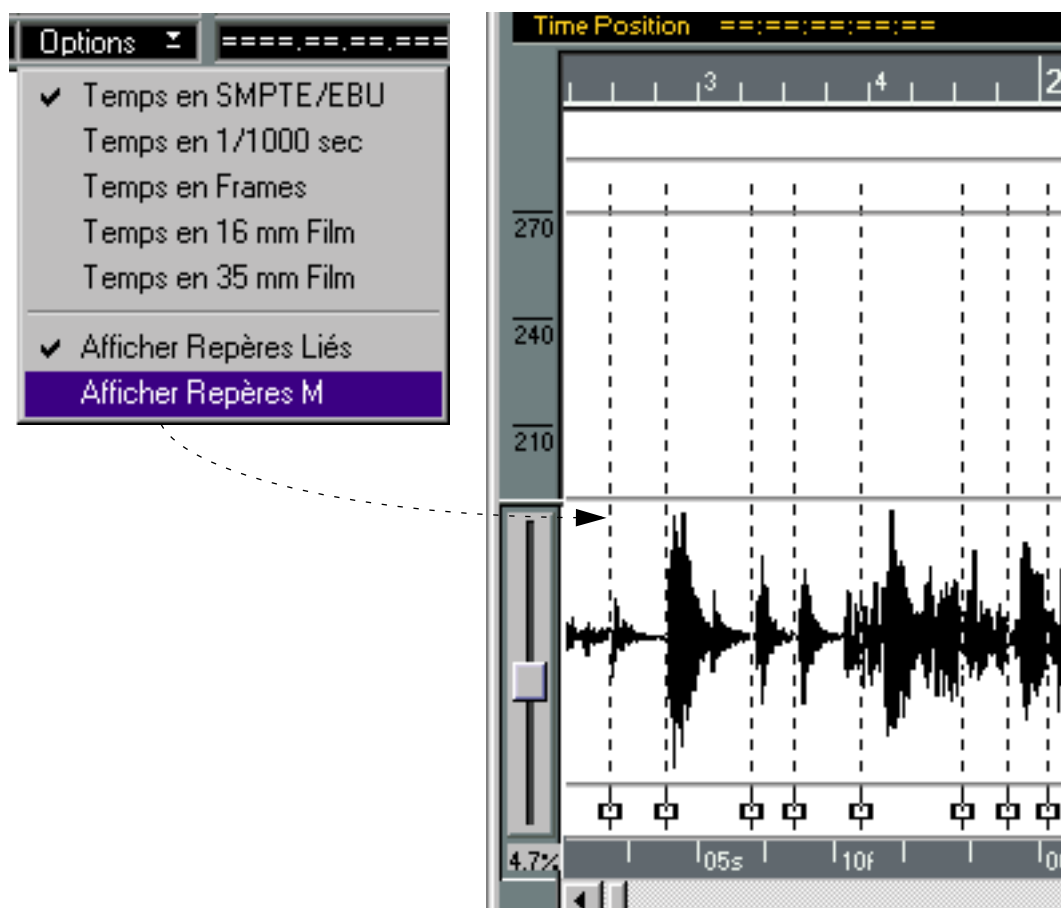 Options ====.==.==.===
✔ Temps en SMPTE/EBU
Temps en 1/1000 sec
Temps en Frames
Temps en 16 mm Film
Temps en 35 mm Film
✔ Afficher Repères Liés
Afficher Repères M
Time Position ==:==:==:==:==
3 4 2
270
240
210
4.7%
05s 10f